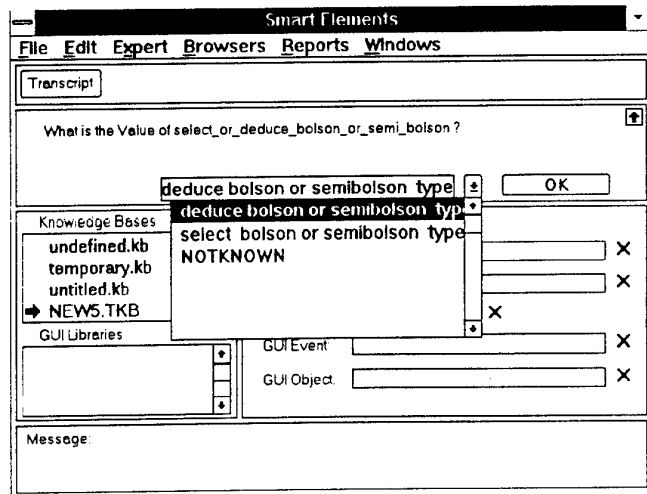 Smart Elements
File Edit Expert Browsers Reports Windows
Transcript
What is the Value of select_or_deduce_bolson_or_semi_bolson ?
deduce bolson or semibolson type
OK
deduce bolson or semibolson typ
select bolson or semibolson type
NOTKNOWN
Knowledge Bases
undefined.kb
temporary.kb
untitled.kb
NEW5.TKB
GUI Libraries
GUI Event
GUI Object:
Message: